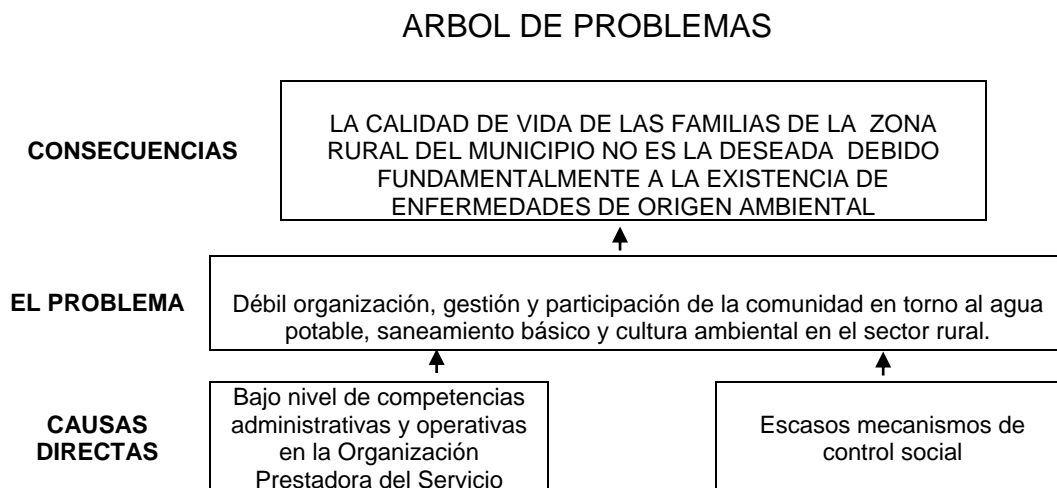 ARBOL DE PROBLEMAS
CONSECUENCIAS
LA CALIDAD DE VIDA DE LAS FAMILIAS DE LA ZONA
RURAL DEL MUNICIPIO NO ES LA DESEADA DEBIDO
FUNDAMENTALMENTE A LA EXISTENCIA DE
ENFERMEDADES DE ORIGEN AMBIENTAL
EL PROBLEMA
Débil organización, gestión y participación de la comunidad en torno al agua
potable, saneamiento básico y cultura ambiental en el sector rural.
CAUSAS
DIRECTAS
Bajo nivel de competencias
administrativas y operativas
en la Organización
Prestadora del Servicio
Escasos mecanismos de
control social